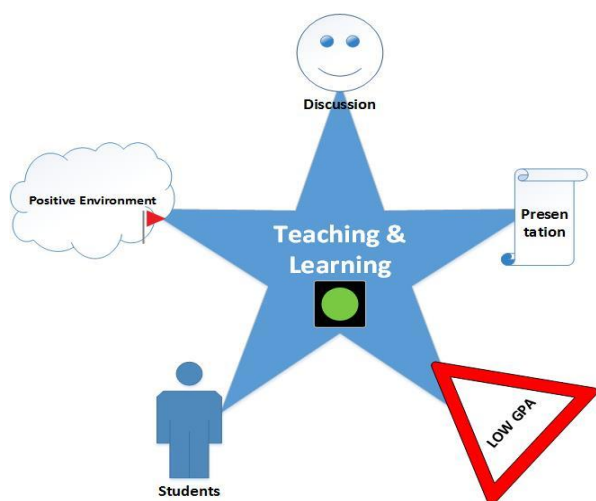 Discussion
Positive Environment
Presen
tation
Teaching &
Learning
LOW GPA
Students